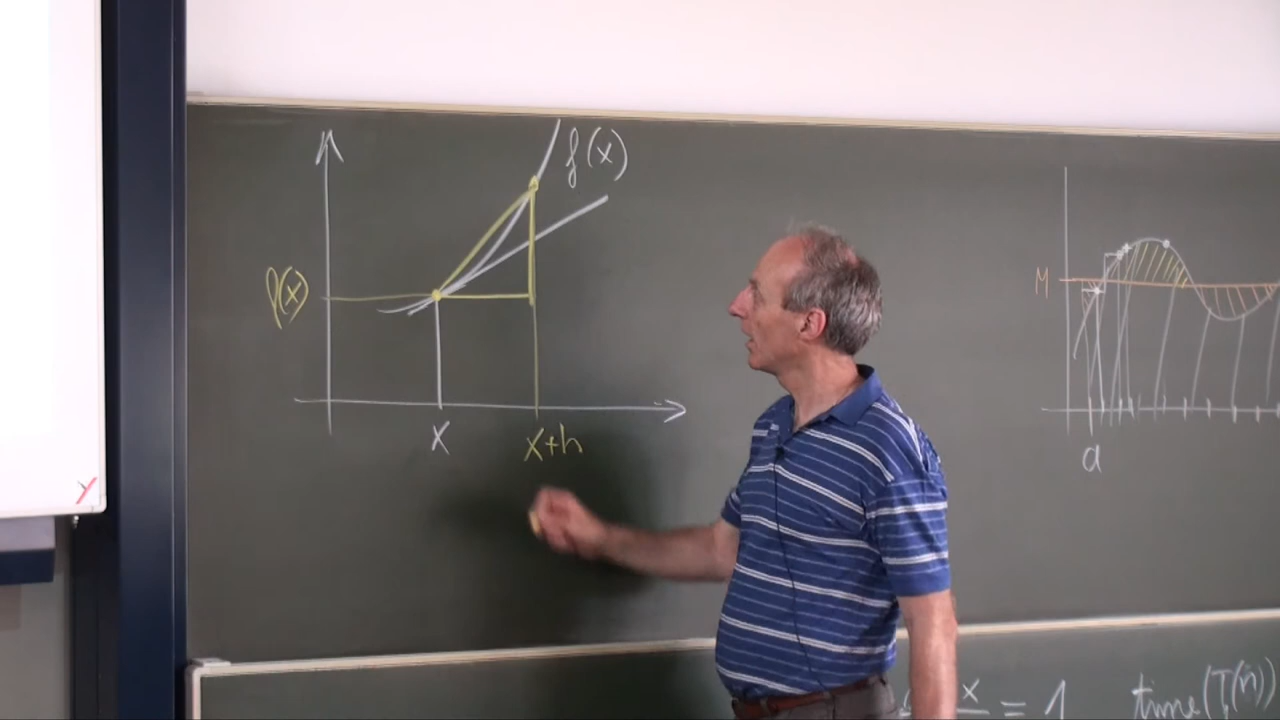 f(x)
f(x)
x
x+h
M
a
x
= 1
time(T(n))
y